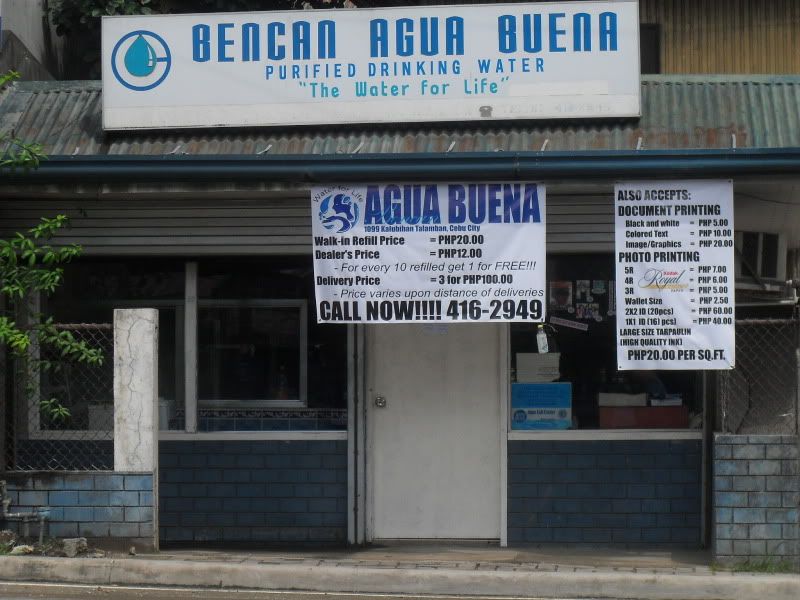 BENCAN AGUA BUENA
PURIFIED DRINKING WATER
"The Water for Life"
Water for Life
AGUA BUENA
1099 Kalubihan Talamban, Cebu City
Walk-in Refill Price = PHP20.00
Dealer's Price = PHP12.00
- For every 10 refilled get 1 for FREE!!!
Delivery Price = 3 for PHP100.00
- Price varies upon distance of deliveries
CALL NOW!!!! 416-2949
ALSO ACCEPTS:
DOCUMENT PRINTING
Black and white = PHP 5.00
Colored Text = PHP 10.00
Image/Graphics = PHP 20.00
PHOTO PRINTING
5R = PHP 7.00
4R = PHP 6.00
3R = PHP 5.00
Kodak
Royal
Wallet Size = PHP 2.50
2X2 ID (20pcs) = PHP 60.00
1X1 ID (16) pcs) = PHP 40.00
LARGE SIZE TARPAULIN
(HIGH QUALITY INK)
PHP20.00 PER SQ.FT.